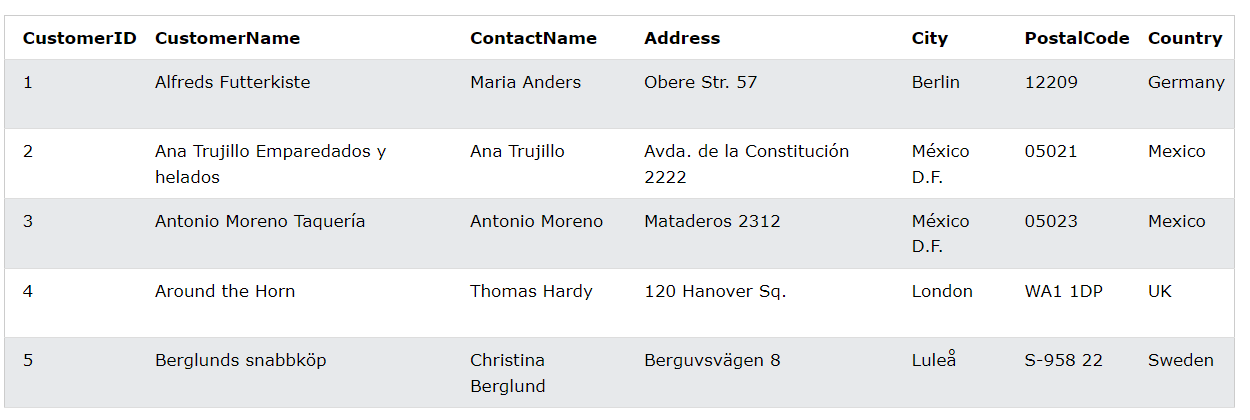 CustomerID CustomerName ContactName Address City PostalCode Country
1 Alfreds Futterkiste Maria Anders Obere Str. 57 Berlin 12209 Germany
2 Ana Trujillo Emparedados y Ana Trujillo Avda. de la Constitución México 05021 Mexico
helados 2222 D.F.
3 Antonio Moreno Taquería Antonio Moreno Mataderos 2312 México 05023 Mexico
D.F.
4 Around the Horn Thomas Hardy 120 Hanover Sq. London WA1 1DP UK
5 Berglunds snabbköp Christina Berguvsvägen 8 Luleå S-958 22 Sweden
Berglund